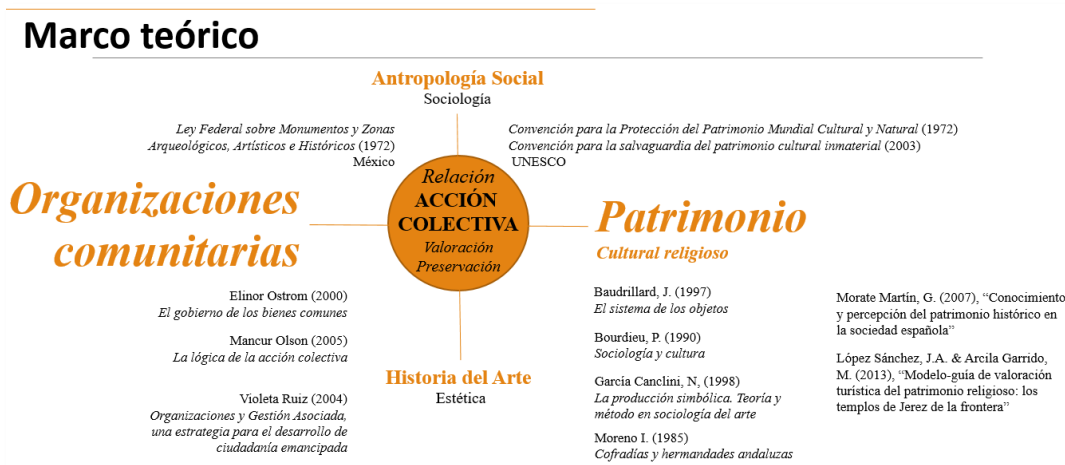 Marco teórico
Antropología Social
Sociología
Ley Federal sobre Monumentos y Zonas
Arqueológicos, Artísticos e Históricos (1972)
México
Convención para la Protección del Patrimonio Mundial Cultural y Natural (1972)
Convención para la salvaguardia del patrimonio cultural inmaterial (2003)
UNESCO
Organizaciones
comunitarias
Relación
ACCIÓN
COLECTIVA
Valoración
Preservación
Patrimonio
Cultural religioso
Elinor Ostrom (2000)
El gobierno de los bienes comunes
Mancur Olson (2005)
La lógica de la acción colectiva
Violeta Ruiz (2004)
Organizaciones y Gestión Asociada,
una estrategia para el desarrollo de
ciudadanía emancipada
Historia del Arte
Estética
Baudrillard, J. (1997)
El sistema de los objetos
Bourdieu, P. (1990)
Sociología y cultura
García Canclini, N, (1998)
La producción simbólica. Teoría y
método en sociología del arte
Moreno I. (1985)
Cofradías y hermandades andaluzas
Morate Martín, G. (2007), “Conocimiento
y percepción del patrimonio histórico en
la sociedad española”
López Sánchez, J.A. & Arcila Garrido,
M. (2013), “Modelo-guía de valoración
turística del patrimonio religioso: los
templos de Jerez de la frontera”